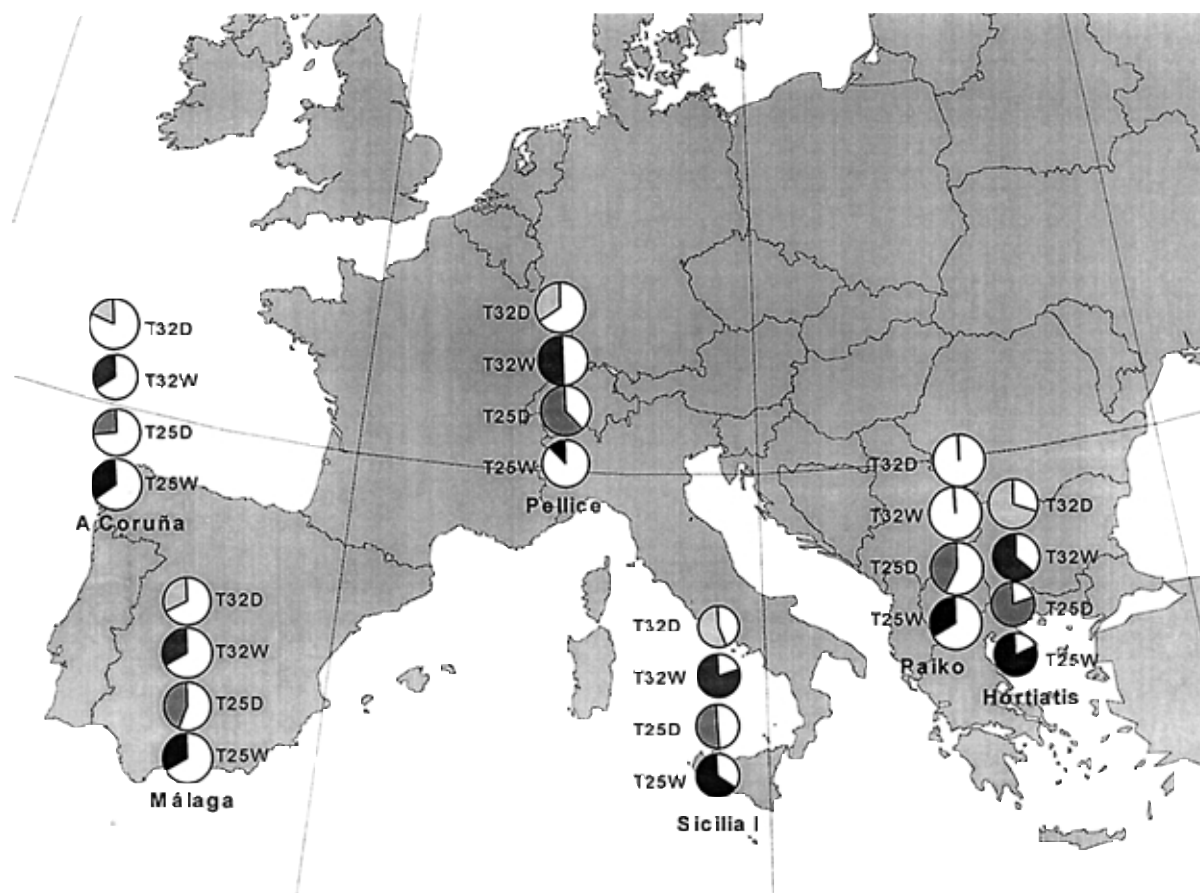 T32D
T32W
T25D
T25W
A Coruña
T32D
T32W
T25D
T25W
Málaga
T32D
T32W
T25D
T25W
Pellice
T32D
T32W
T25D
T25W
Sicilia I
T32D
T32W
T25D
T25W
Paiko
T32D
T32W
T25D
T25W
Hortiatis